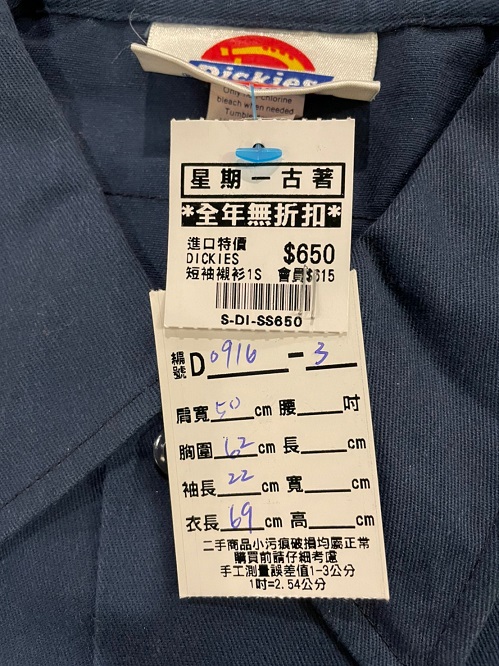 Dickies
bleach when needed
星期一古著
*全年無折扣*
進口特價
DICKIES $650
短袖襯衫1S 會員$615
S-DI-SS650
編號 D 0916 - 3
肩寬 50 cm 腰 吋
胸圍 62 cm 長 cm
袖長 22 cm 寬 cm
衣長 69 cm 高 cm
二手商品小污痕破損均屬正常
購買前請仔細考慮
手工測量誤差值1-3公分
1吋=2.54公分